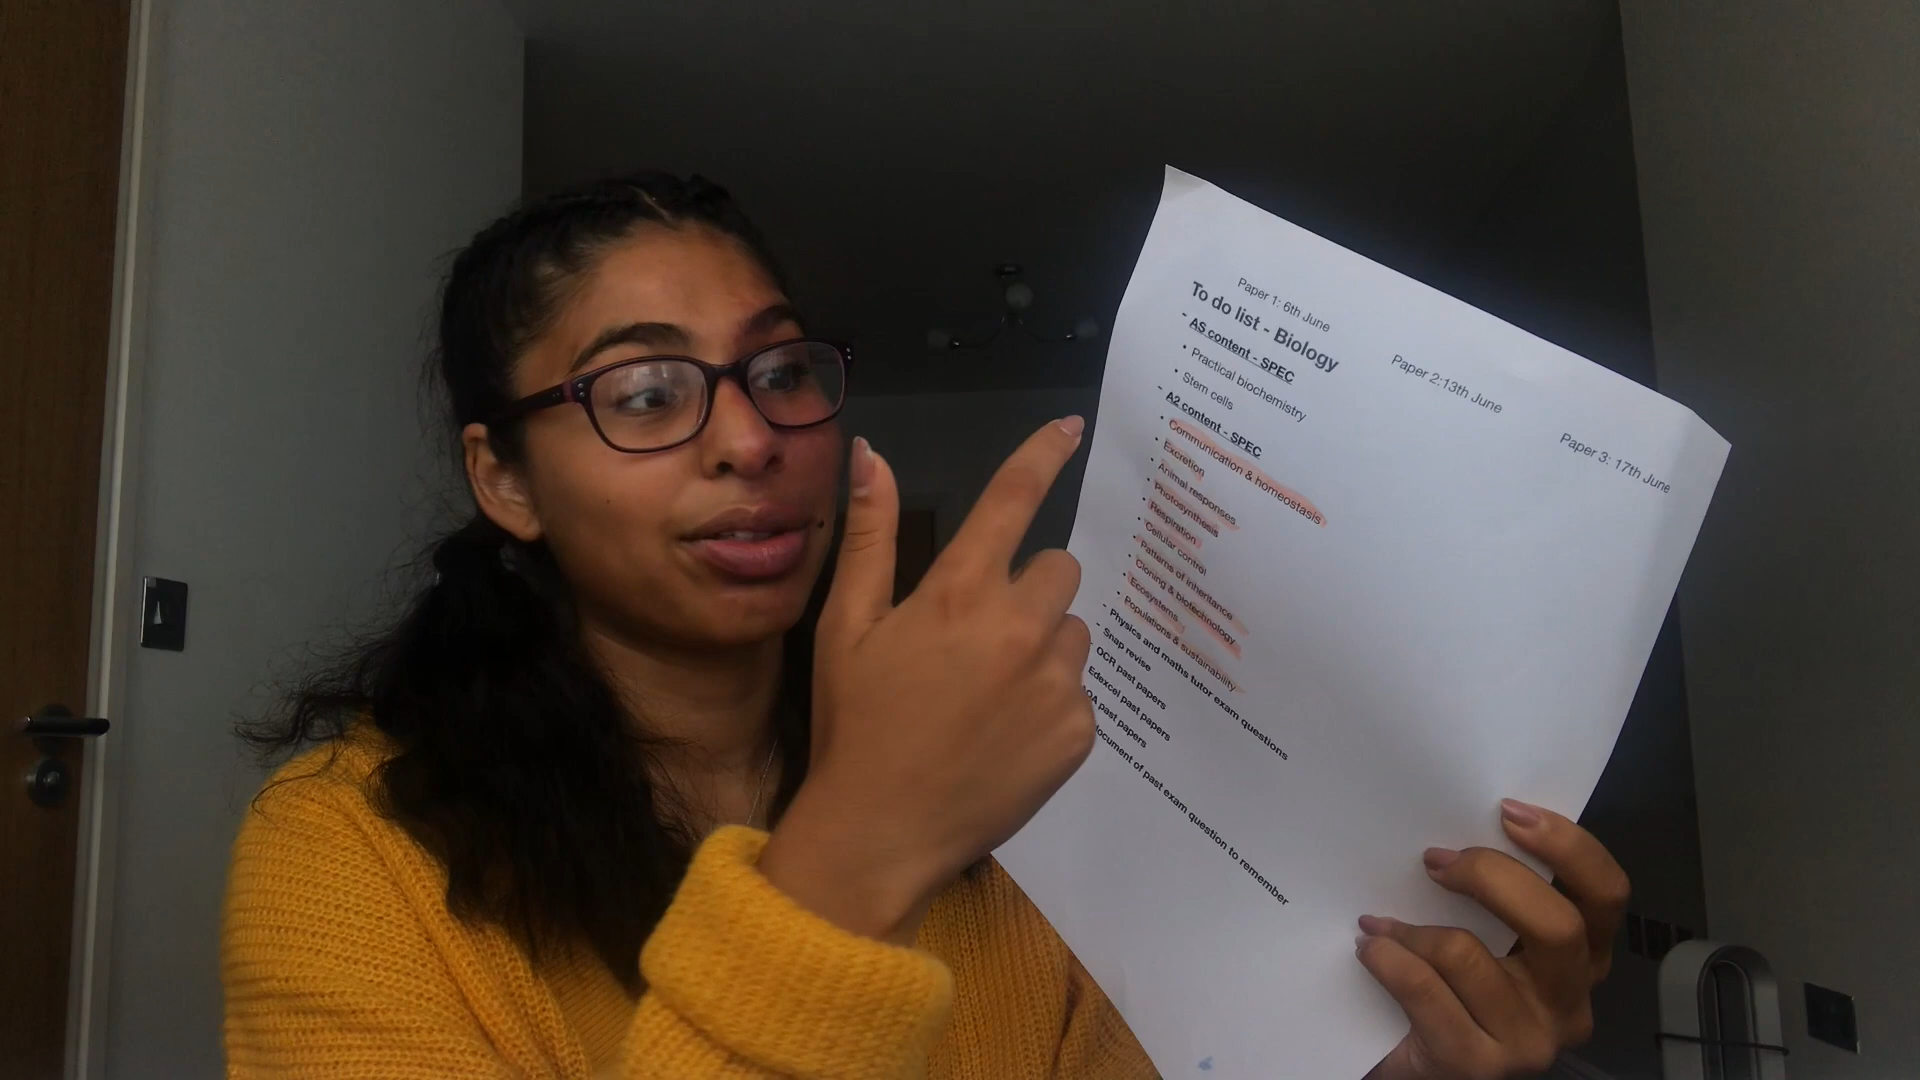 Paper 1: 6th June
Paper 2:13th June
Paper 3: 17th June
To do list - Biology
- AS content - SPEC
• Practical biochemistry
• Stem cells
- A2 content - SPEC
• Communication & homeostasis
• Excretion
• Animal responses
• Photosynthesis
• Respiration
• Cellular control
• Patterns of inheritance
• Cloning & biotechnology
• Ecosystems
• Populations & sustainability
- Physics and maths tutor exam questions
- Snap revise
- OCR past papers
Edexcel past papers
AQA past papers
document of past exam question to remember